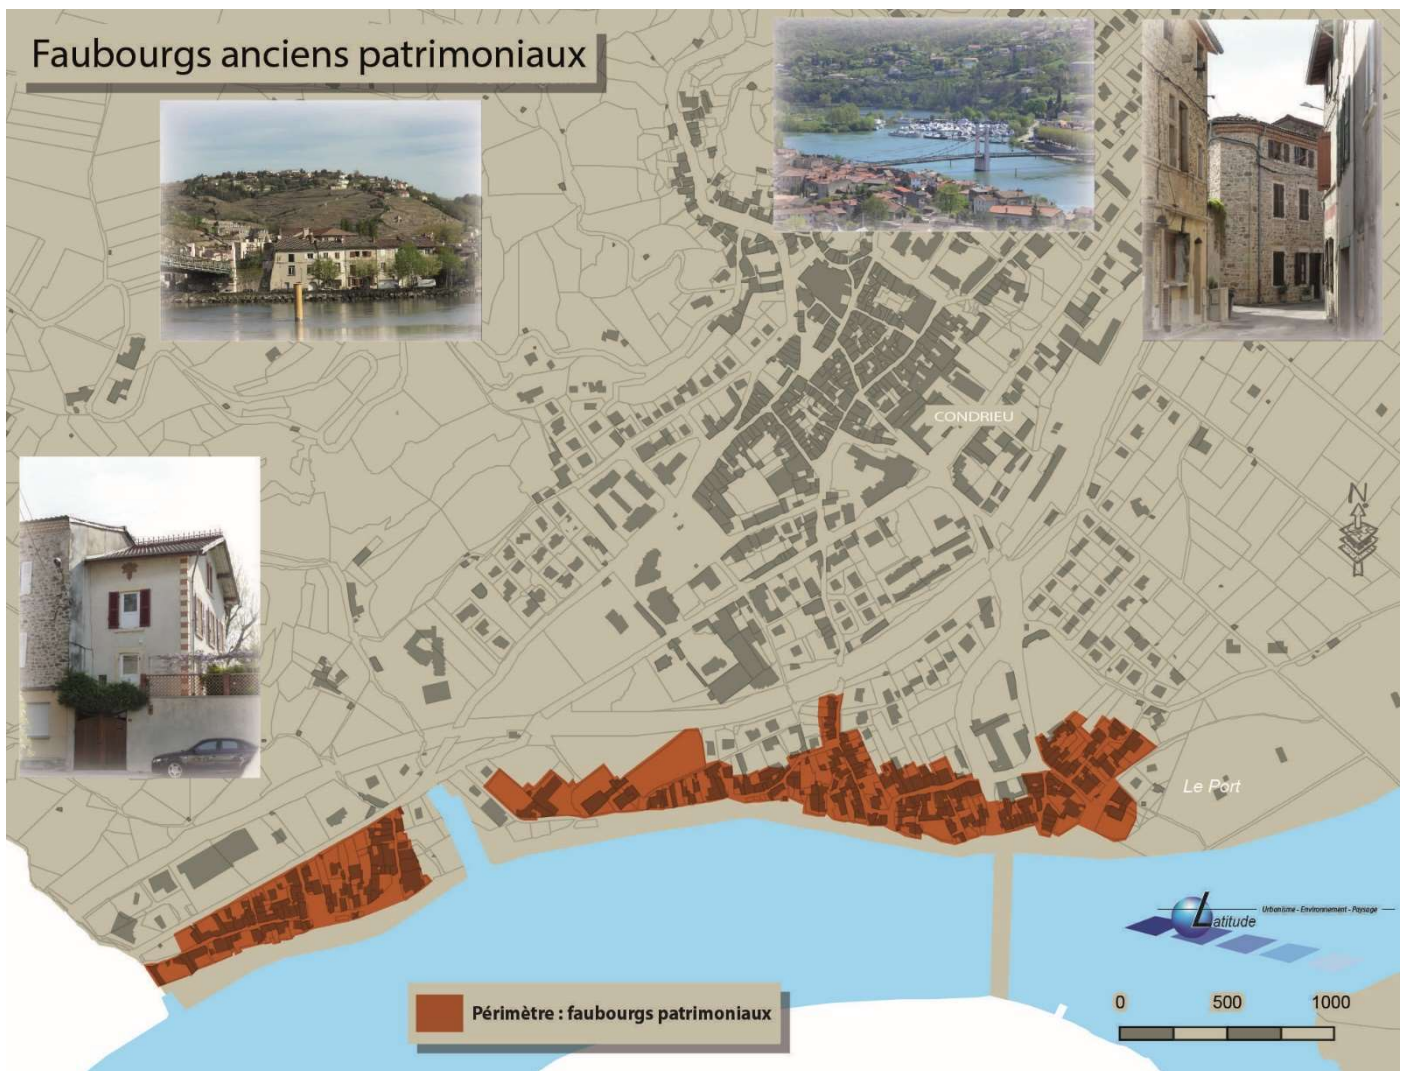 Faubourgs anciens patrimoniaux
CONDRIEU
N
Le Port
Latitude
Urbanisme - Environnement - Paysage
0 500 1000
Périmètre : faubourgs patrimoniaux